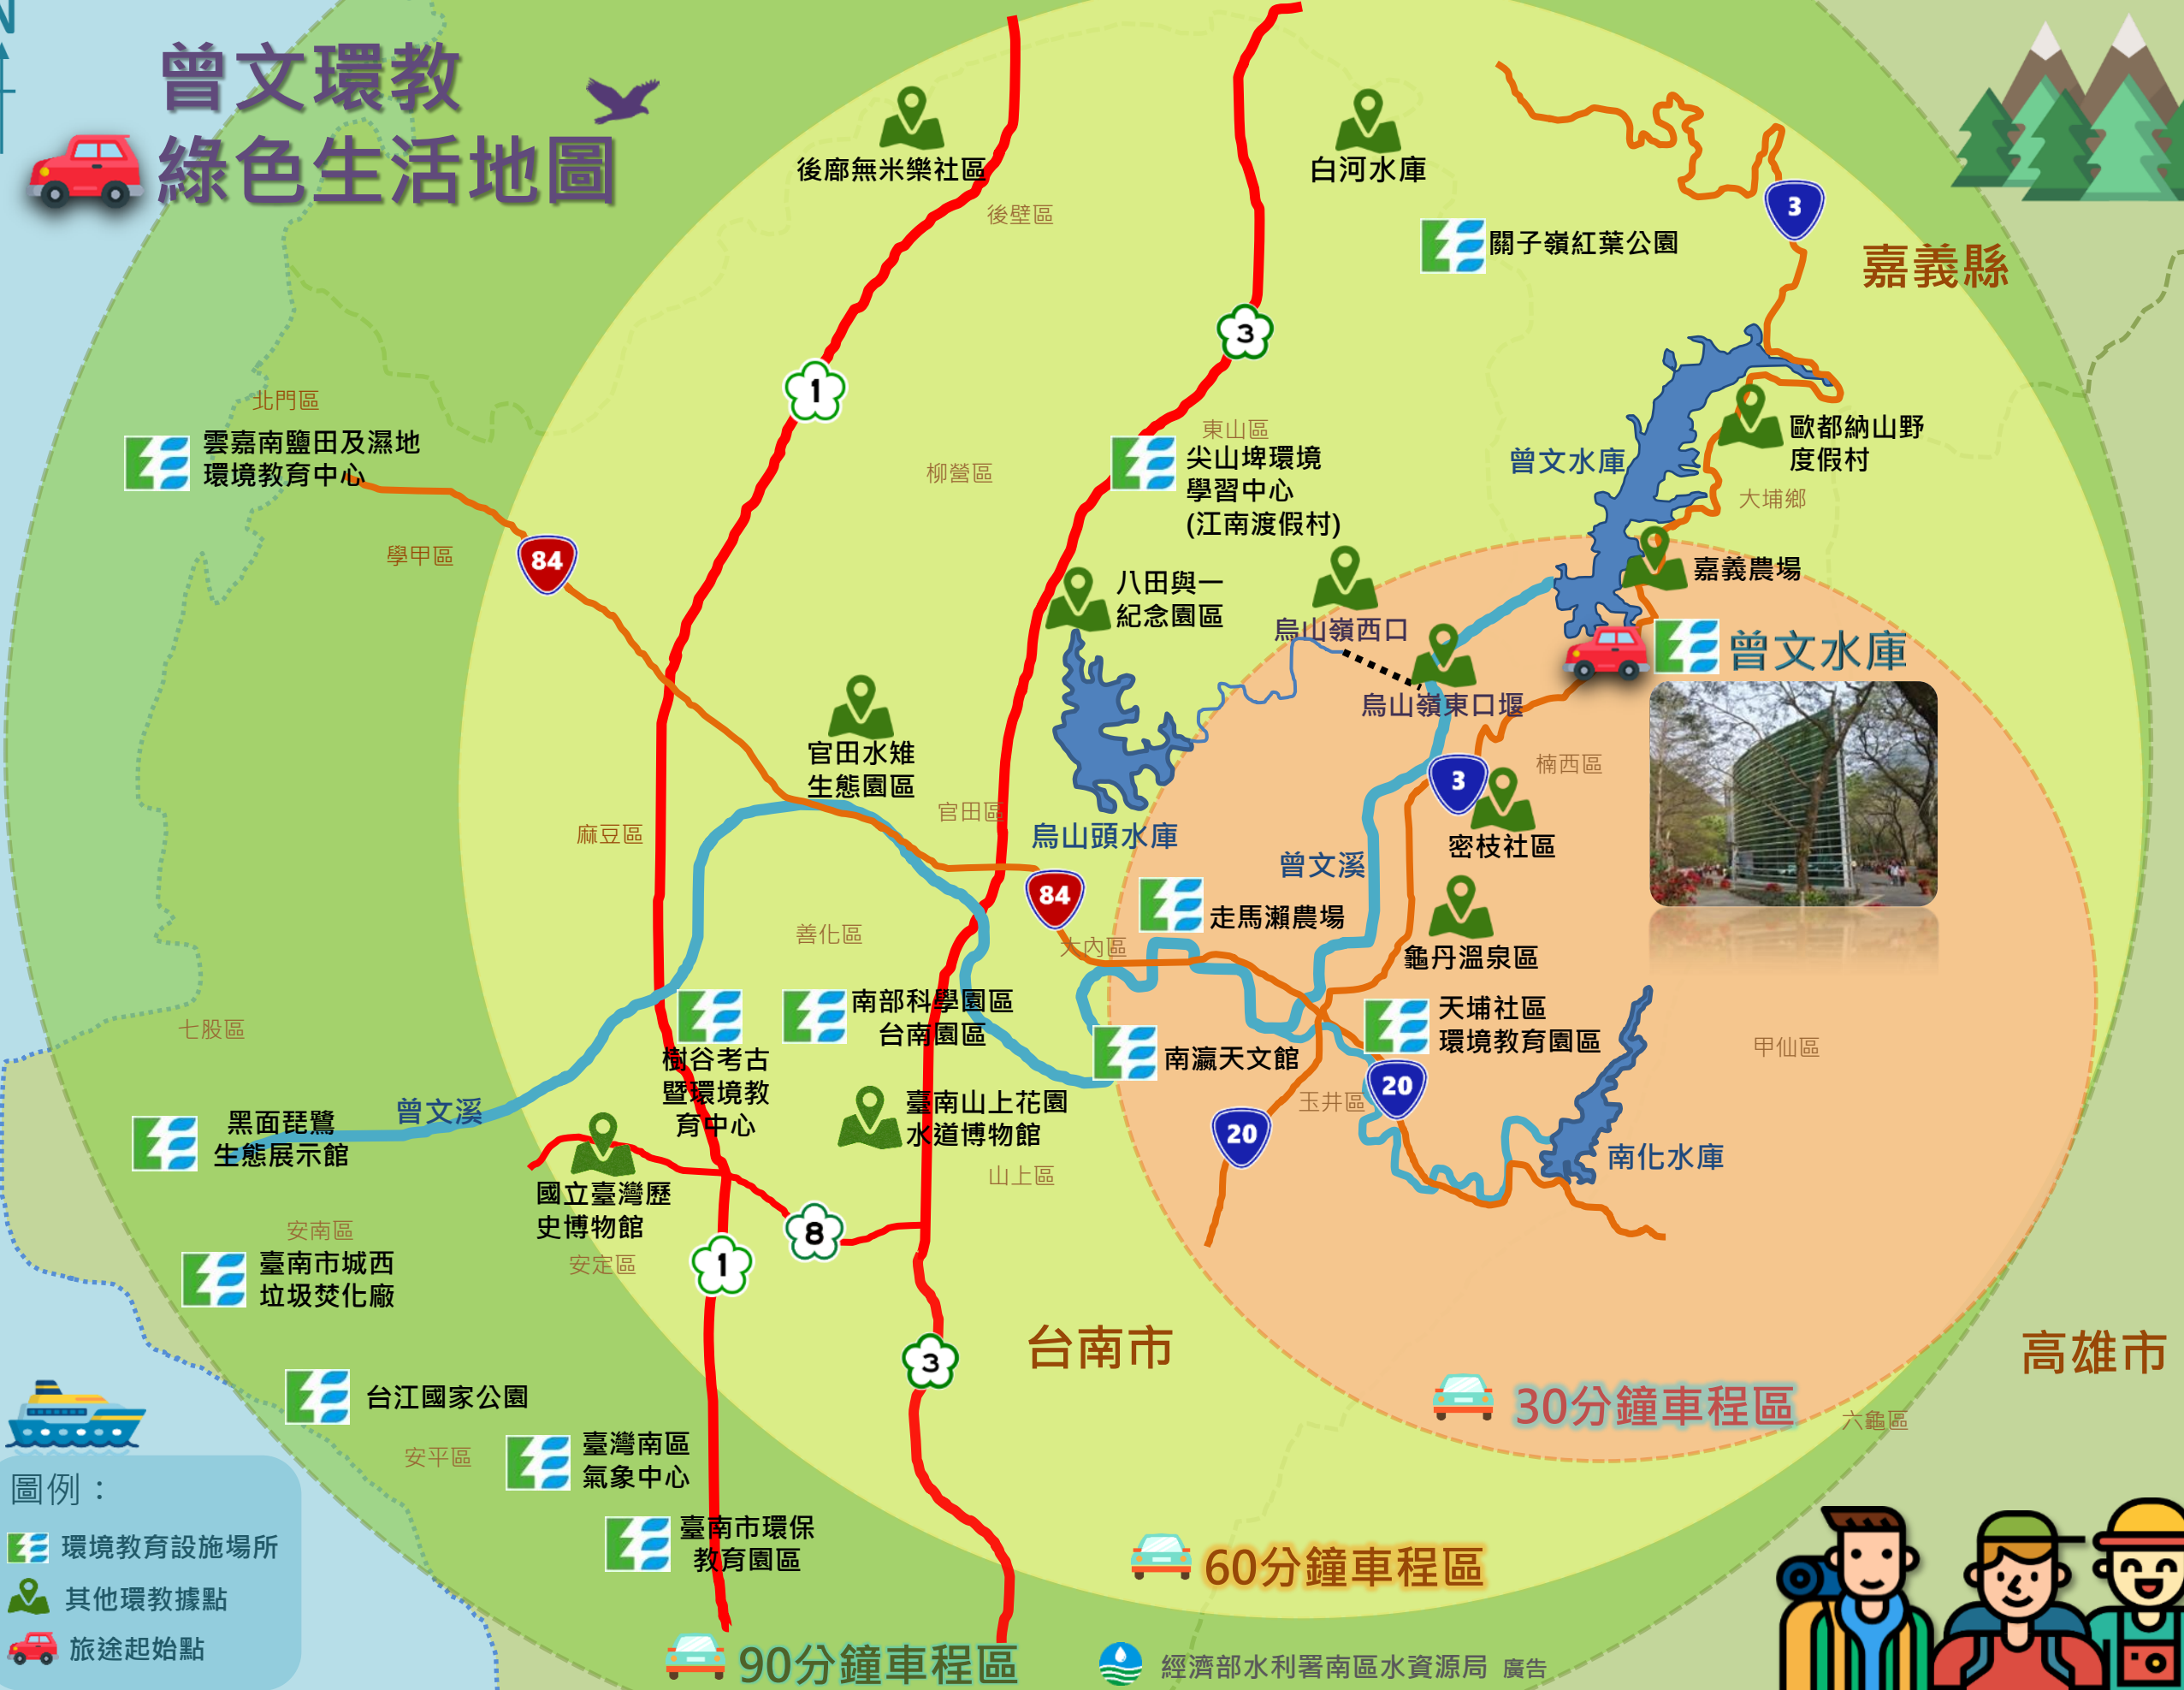 N
曾文環教
綠色生活地圖
後廍無米樂社區
後壁區
白河水庫
關子嶺紅葉公園
3
嘉義縣
3
1
北門區
雲嘉南鹽田及濕地
環境教育中心
東山區
柳營區
尖山埤環境
學習中心
(江南渡假村)
曾文水庫
歐都納山野
度假村
大埔鄉
學甲區
84
八田與一
紀念園區
嘉義農場
烏山嶺西口
曾文水庫
烏山嶺東口堰
官田水雉
生態園區
楠西區
3
官田區
麻豆區
烏山頭水庫
密枝社區
曾文溪
84
走馬瀨農場
善化區
大內區
龜丹溫泉區
南部科學園區
台南園區
天埔社區
環境教育園區
七股區
樹谷考古
暨環境教
育中心
南瀛天文館
甲仙區
20
玉井區
曾文溪
臺南山上花園
水道博物館
黑面琵鷺
生態展示館
20
南化水庫
山上區
國立臺灣歷
史博物館
8
安南區
安定區
1
臺南市城西
垃圾焚化廠
台南市
3
高雄市
台江國家公園
30分鐘車程區
六龜區
安平區
臺灣南區
氣象中心
臺南市環保
教育園區
60分鐘車程區
90分鐘車程區
圖例：
環境教育設施場所
其他環教據點
旅途起始點
經濟部水利署南區水資源局 廣告